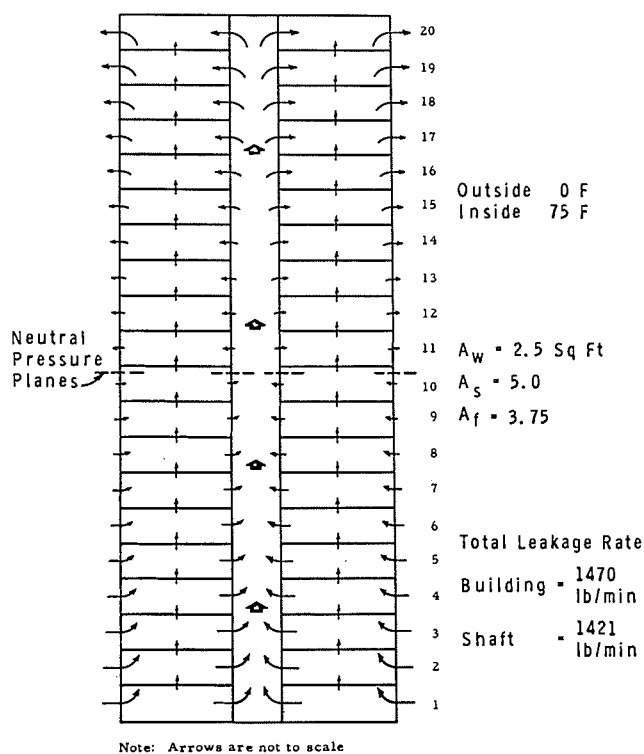 20
19
18
17
16
15
14
13
12
11
10
9
8
7
6
5
4
3
2
1
Outside 0 F
Inside 75 F
Neutral
Pressure
Planes
A_W = 2.5 Sq Ft
A_s = 5.0
A_f = 3.75
Total Leakage Rate
Building = 1470
lb/min
Shaft = 1421
lb/min
Note: Arrows are not to scale